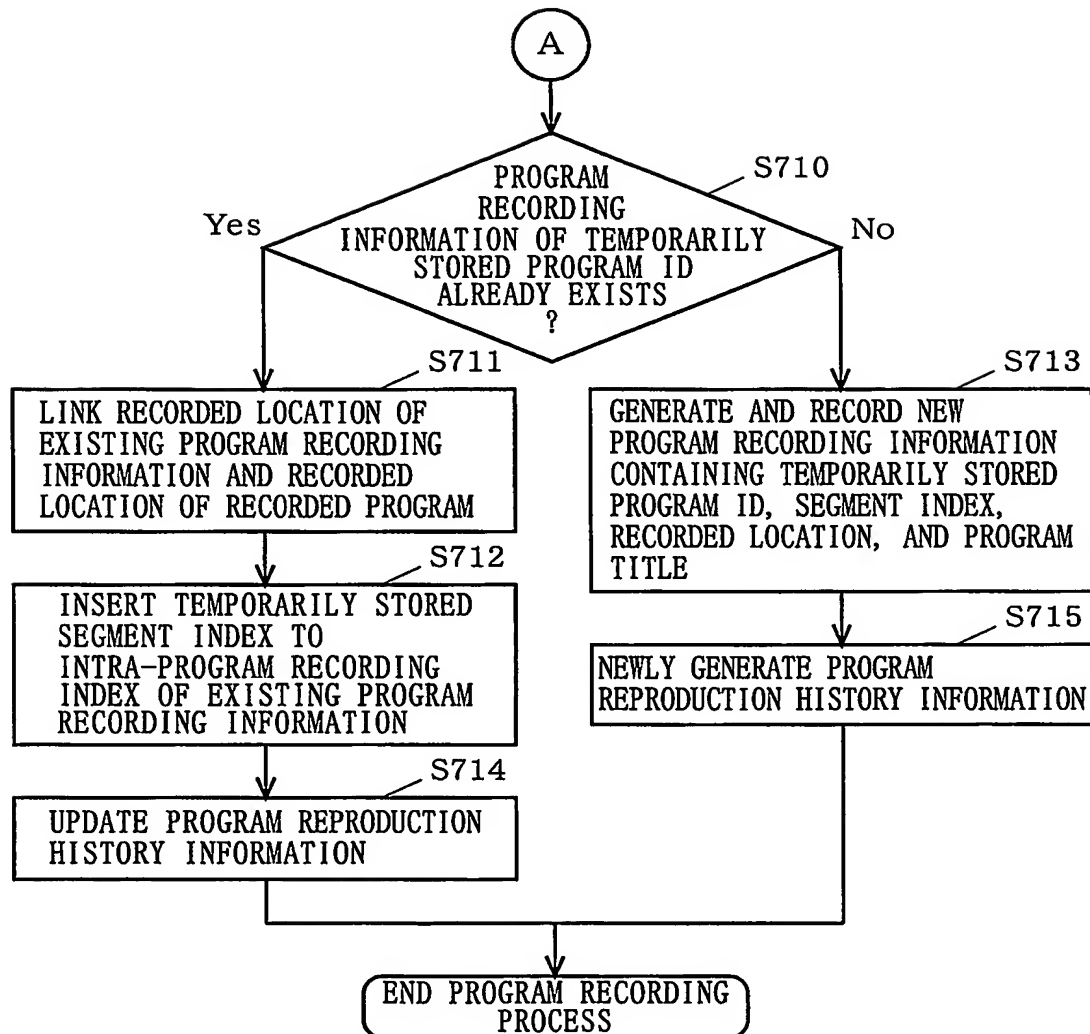 A
S710
PROGRAM
RECORDING
INFORMATION OF TEMPORARILY
STORED PROGRAM ID
ALREADY EXISTS
?
Yes
No
S711
LINK RECORDED LOCATION OF
EXISTING PROGRAM RECORDING
INFORMATION AND RECORDED
LOCATION OF RECORDED PROGRAM
S712
INSERT TEMPORARILY STORED
SEGMENT INDEX TO
INTRA-PROGRAM RECORDING
INDEX OF EXISTING PROGRAM
RECORDING INFORMATION
S714
UPDATE PROGRAM REPRODUCTION
HISTORY INFORMATION
S713
GENERATE AND RECORD NEW
PROGRAM RECORDING INFORMATION
CONTAINING TEMPORARILY STORED
PROGRAM ID, SEGMENT INDEX,
RECORDED LOCATION, AND PROGRAM
TITLE
S715
NEWLY GENERATE PROGRAM
REPRODUCTION HISTORY INFORMATION
END PROGRAM RECORDING
PROCESS